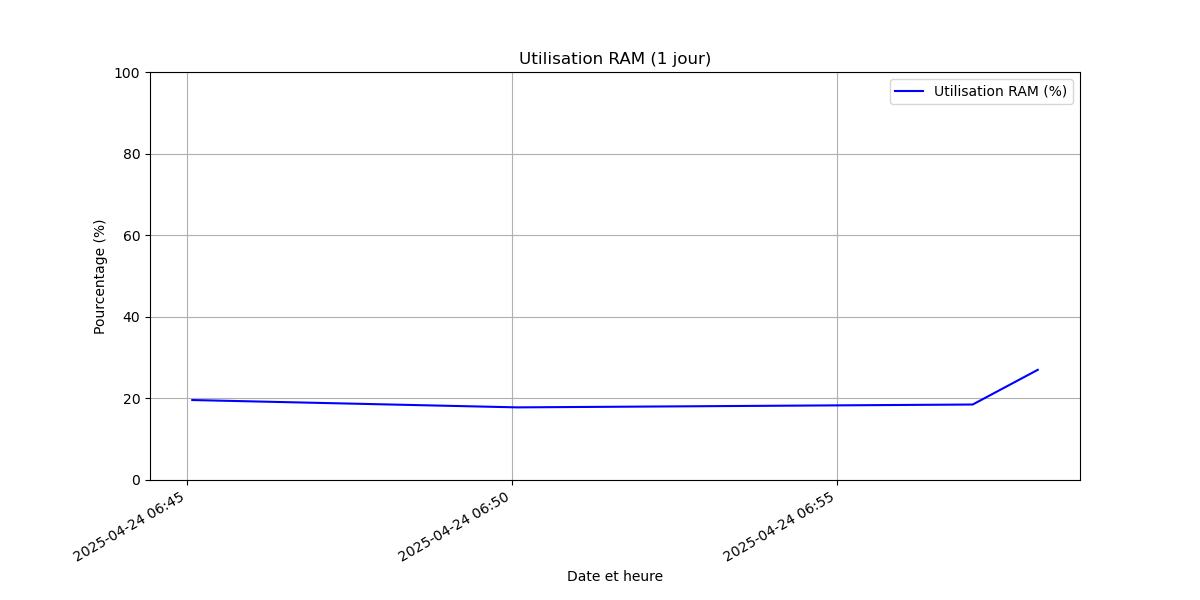 Utilisation RAM (1 jour)
Utilisation RAM (%)
Pourcentage (%)
100
80
60
40
20
0
2025-04-24 06:45
2025-04-24 06:50
2025-04-24 06:55
Date et heure